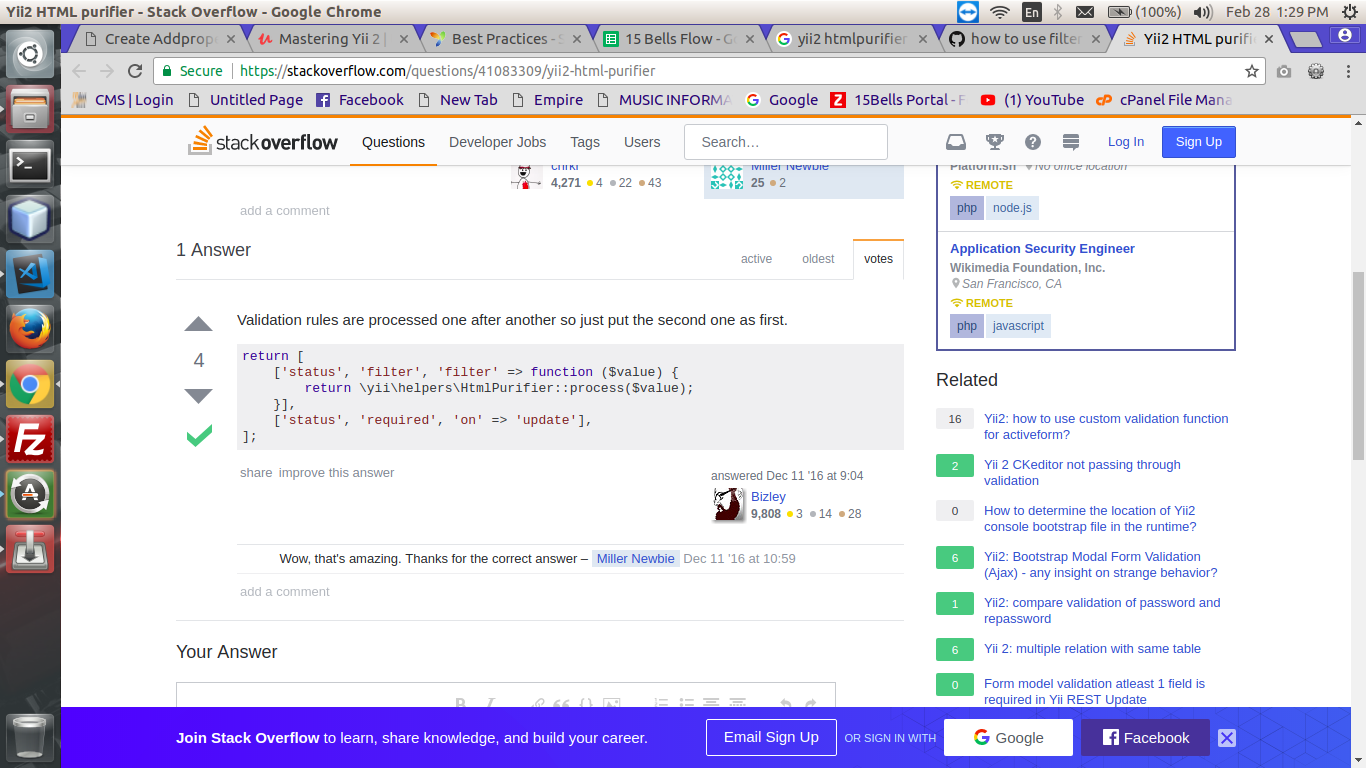 Yii2 HTML purifier - Stack Overflow - Google Chrome
En (100%) Feb 28 1:29 PM
Create Addprope
Mastering Yii 2 |
Best Practices - S
15 Bells Flow - G
yii2 htmlpurifier
how to use filter
Yii2 HTML purifi
Secure https://stackoverflow.com/questions/41083309/yii2-html-purifier
CMS | Login
Untitled Page
Facebook
New Tab
Empire
MUSIC INFORMA
Google
15Bells Portal - F
(1) YouTube
cPanel File Mana
stackoverflow Questions Developer Jobs Tags Users Search… Log In Sign Up
chrki
4,271 4 22 43
Miller Newbie
25 2
add a comment
1 Answer
active oldest votes
Validation rules are processed one after another so just put the second one as first.
4
return [
['status', 'filter', 'filter' => function ($value) {
return \yii\helpers\HtmlPurifier::process($value);
}],
['status', 'required', 'on' => 'update'],
];
share improve this answer
answered Dec 11 '16 at 9:04
Bizley
9,808 3 14 28
Wow, that's amazing. Thanks for the correct answer – Miller Newbie Dec 11 '16 at 10:59
add a comment
Your Answer
Platform.sh No office location
REMOTE
php node.js
Application Security Engineer
Wikimedia Foundation, Inc.
San Francisco, CA
REMOTE
php javascript
Related
16 Yii2: how to use custom validation function
for activeform?
2 Yii 2 CKeditor not passing through
validation
0 How to determine the location of Yii2
console bootstrap file in the runtime?
6 Yii2: Bootstrap Modal Form Validation
(Ajax) - any insight on strange behavior?
1 Yii2: compare validation of password and
repassword
6 Yii 2: multiple relation with same table
0 Form model validation atleast 1 field is
required in Yii REST Update
Join Stack Overflow to learn, share knowledge, and build your career. Email Sign Up OR SIGN IN WITH Google Facebook